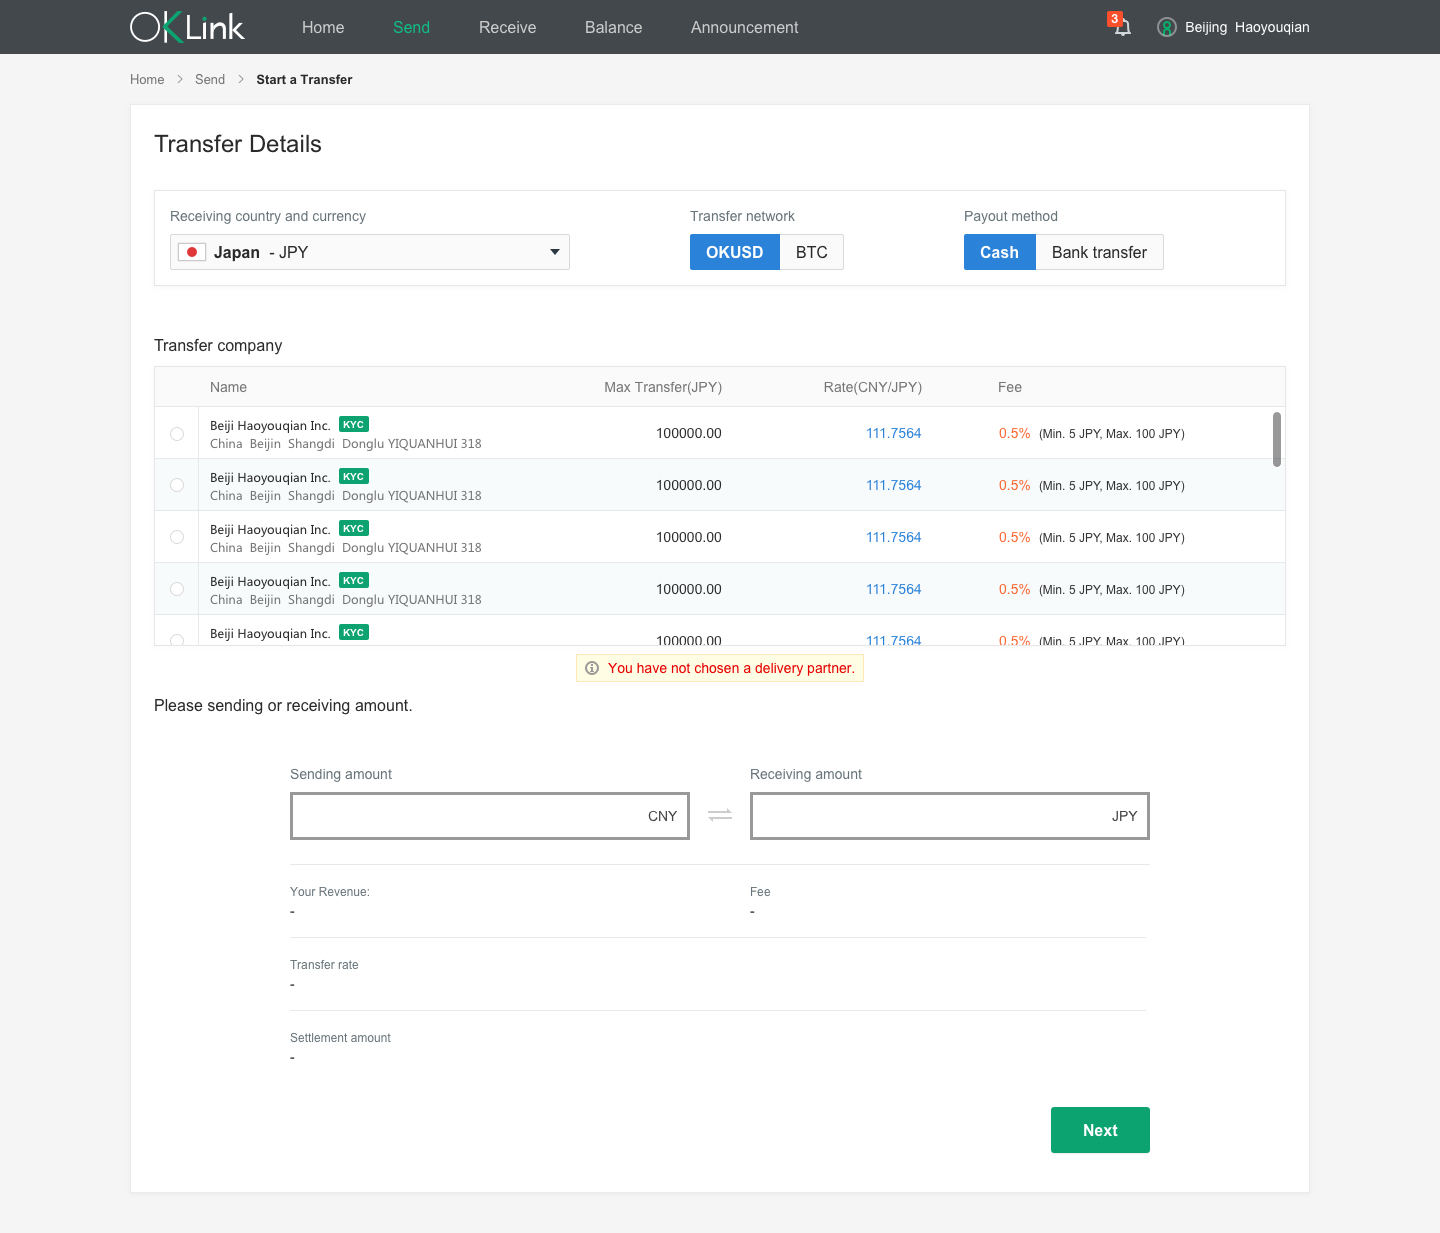 OKLink Home Send Receive Balance Announcement 3 Beijing Haoyouqian
Home > Send > Start a Transfer
Transfer Details
Receiving country and currency Transfer network Payout method
Japan - JPY OKUSD BTC Cash Bank transfer
Transfer company
Name Max Transfer(JPY) Rate(CNY/JPY) Fee
Beiji Haoyouqian Inc. KYC
China Beijin Shangdi Donglu YIQUANHUI 318 100000.00 111.7564 0.5% (Min. 5 JPY, Max. 100 JPY)
Beiji Haoyouqian Inc. KYC
China Beijin Shangdi Donglu YIQUANHUI 318 100000.00 111.7564 0.5% (Min. 5 JPY, Max. 100 JPY)
Beiji Haoyouqian Inc. KYC
China Beijin Shangdi Donglu YIQUANHUI 318 100000.00 111.7564 0.5% (Min. 5 JPY, Max. 100 JPY)
Beiji Haoyouqian Inc. KYC
China Beijin Shangdi Donglu YIQUANHUI 318 100000.00 111.7564 0.5% (Min. 5 JPY, Max. 100 JPY)
Beiji Haoyouqian Inc. KYC
100000.00 111.7564 0.5% (Min. 5 JPY, Max. 100 JPY)
You have not chosen a delivery partner.
Please sending or receiving amount.
Sending amount Receiving amount
CNY JPY
Your Revenue: Fee
- -
Transfer rate
-
Settlement amount
-
Next